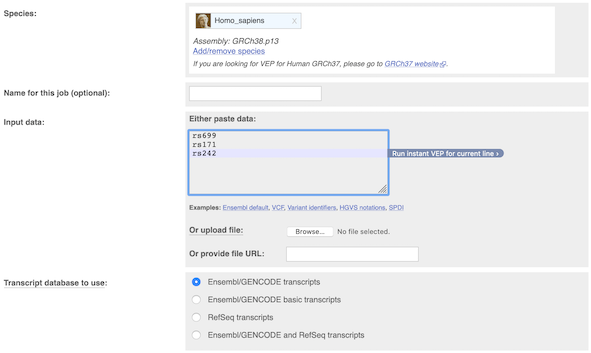 Species:
Homo_sapiens x
Assembly: GRCh38.p13
Add/remove species
If you are looking for VEP for Human GRCh37, please go to GRCh37 website.
Name for this job (optional):
Input data:
Either paste data:
rs699
rs171
rs242
Run instant VEP for current line ›
Examples: Ensembl default, VCF, Variant identifiers, HGVS notations, SPDI
Or upload file: Browse... No file selected.
Or provide file URL:
Transcript database to use:
Ensembl/GENCODE transcripts
Ensembl/GENCODE basic transcripts
RefSeq transcripts
Ensembl/GENCODE and RefSeq transcripts